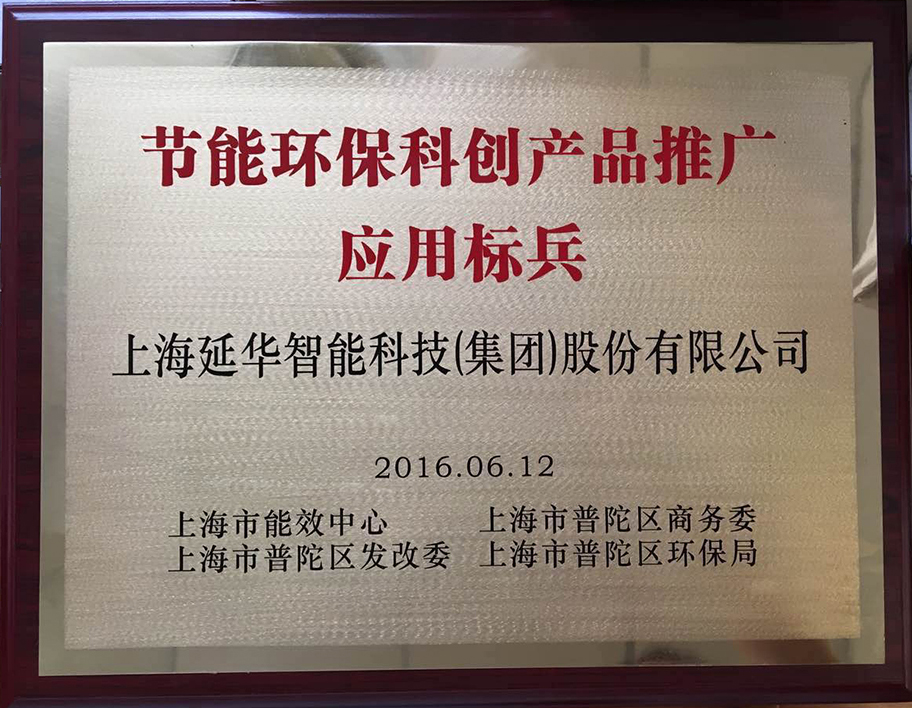 节能环保科创产品推广
应用标兵
上海延华智能科技(集团)股份有限公司
2016.06.12
上海市能效中心 上海市普陀区商务委
上海市普陀区发改委 上海市普陀区环保局